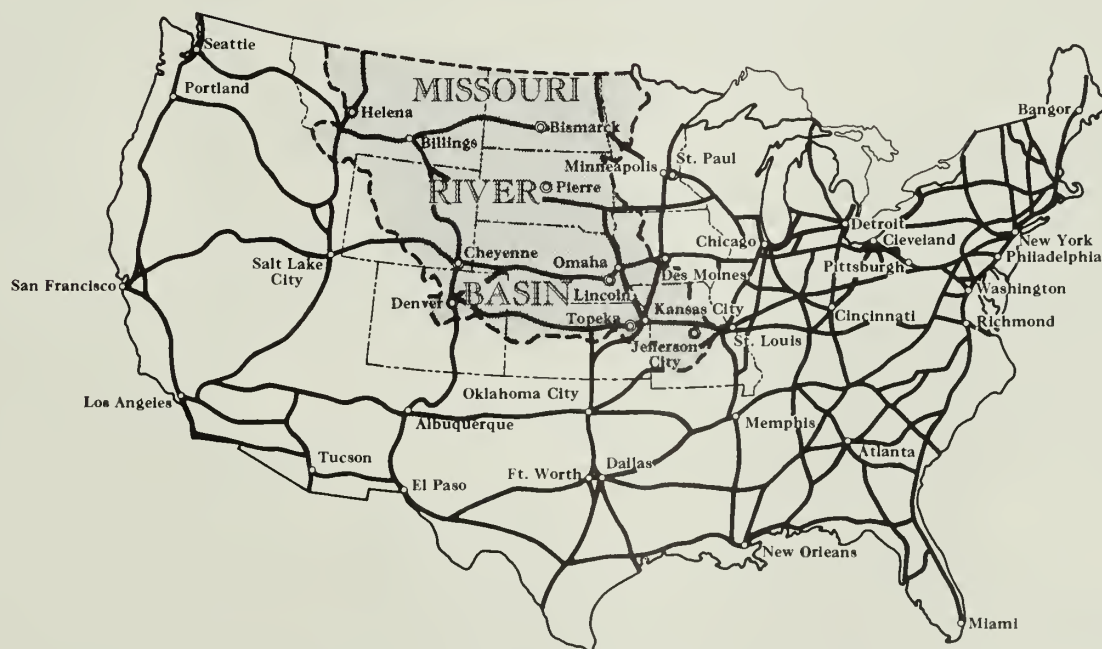 Seattle
Portland
MISSOURI
Helena
Bismarck
Billings
Bangor
Minneapolis
St. Paul
RIVER
Pierre
Detroit
Chicago
Cleveland
New York
Cheyenne
Omaha
Salt Lake
City
Des Moines
Pittsburgh
Philadelphia
San Francisco
Lincoln
Washington
Denver
BASIN
Topeka
Kansas City
Cincinnati
Richmond
St. Louis
Jefferson
City
Los Angeles
Oklahoma City
Albuquerque
Memphis
Tucson
Ft. Worth
Dallas
Atlanta
El Paso
New Orleans
Miami